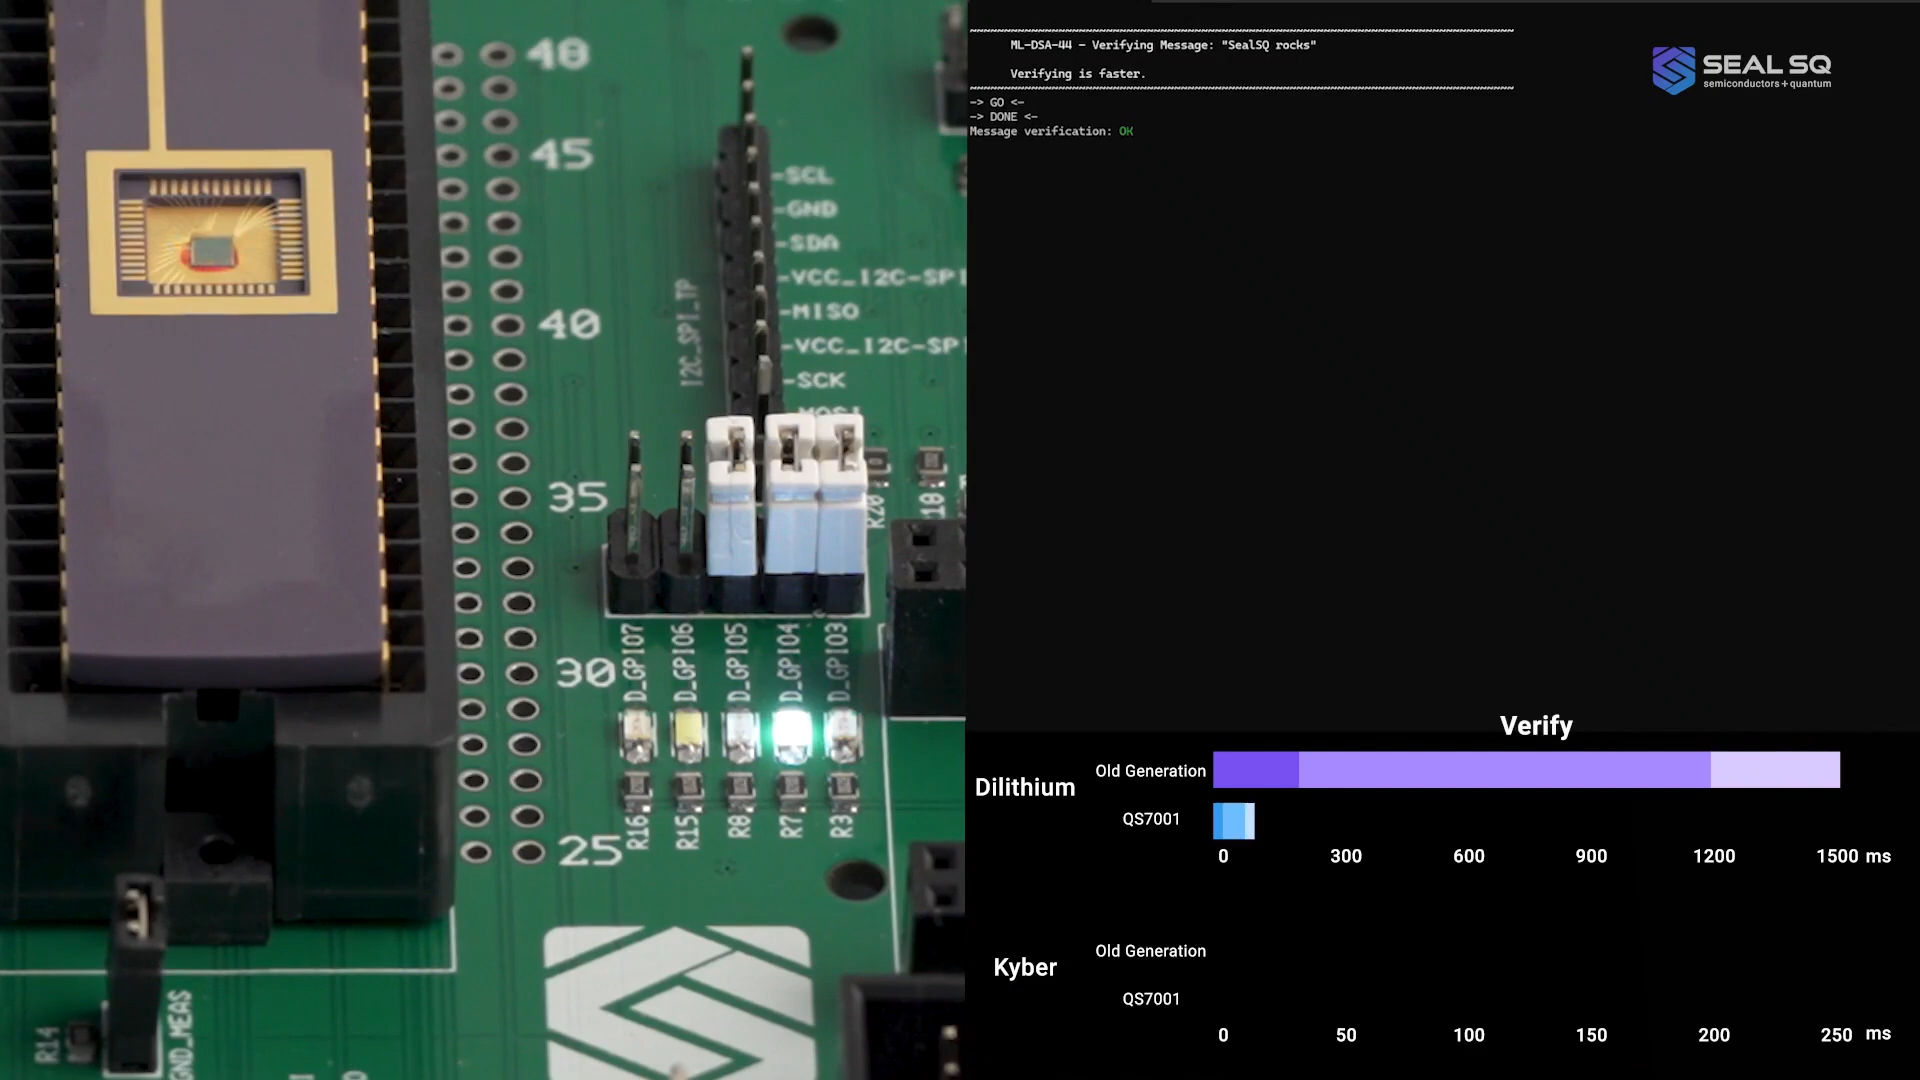 48
45
40
35
30
25
-SCL
-GND
-SDA
-VCC_I2C-SPI
-MISO
-VCC_I2C-SP
-SCK
I2C_SPI_TP
R20
R18
D_GPIO7
D_GPIO6
D_GPIO5
D_GPIO4
D_GPIO3
R16
R15
R8
R7
R3
R14
GND_MEAS
ML-DSA-44 - Verifying Message: "SealSQ rocks"
Verifying is faster.
-> GO <-
-> DONE <-
Message verification: OK
SEALSQ
semiconductors+quantum
Verify
Dilithium
Old Generation
QS7001
0 300 600 900 1200 1500 ms
Kyber
Old Generation
QS7001
0 50 100 150 200 250 ms